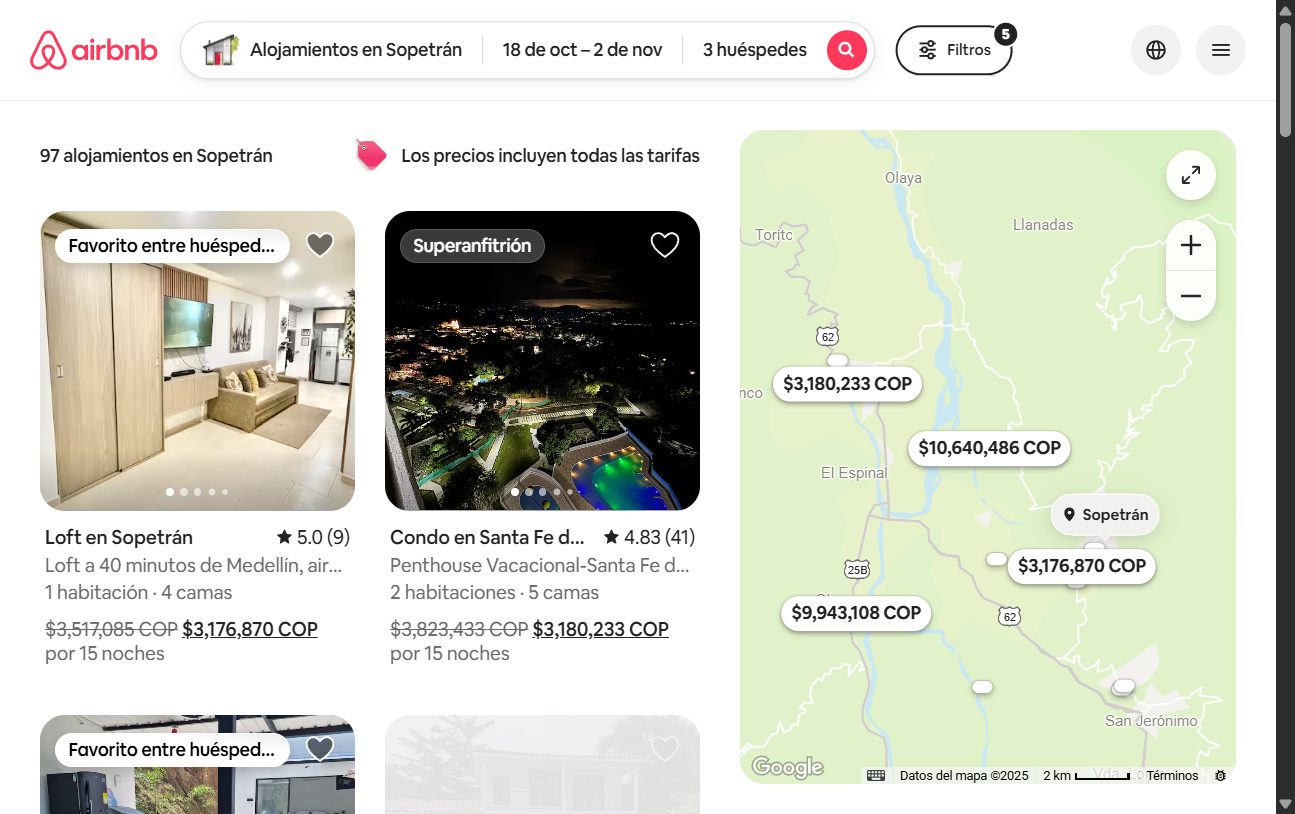 airbnb
Alojamientos en Sopetrán
18 de oct – 2 de nov
3 huéspedes
Filtros
5
97 alojamientos en Sopetrán
Los precios incluyen todas las tarifas
Favorito entre huésped...
Loft en Sopetrán
5.0 (9)
Loft a 40 minutos de Medellín, air...
1 habitación · 4 camas
$3,517,085 COP $3,176,870 COP
por 15 noches
Superanfitrión
Condo en Santa Fe d...
4.83 (41)
Penthouse Vacacional-Santa Fe d...
2 habitaciones · 5 camas
$3,823,433 COP $3,180,233 COP
por 15 noches
Favorito entre huésped...
Olaya
Llanadas
Torito
62
$3,180,233 COP
nco
$10,640,486 COP
El Espinal
Sopetrán
25B
$3,176,870 COP
$9,943,108 COP
62
San Jerónimo
Google
Datos del mapa ©2025
2 km
Términos